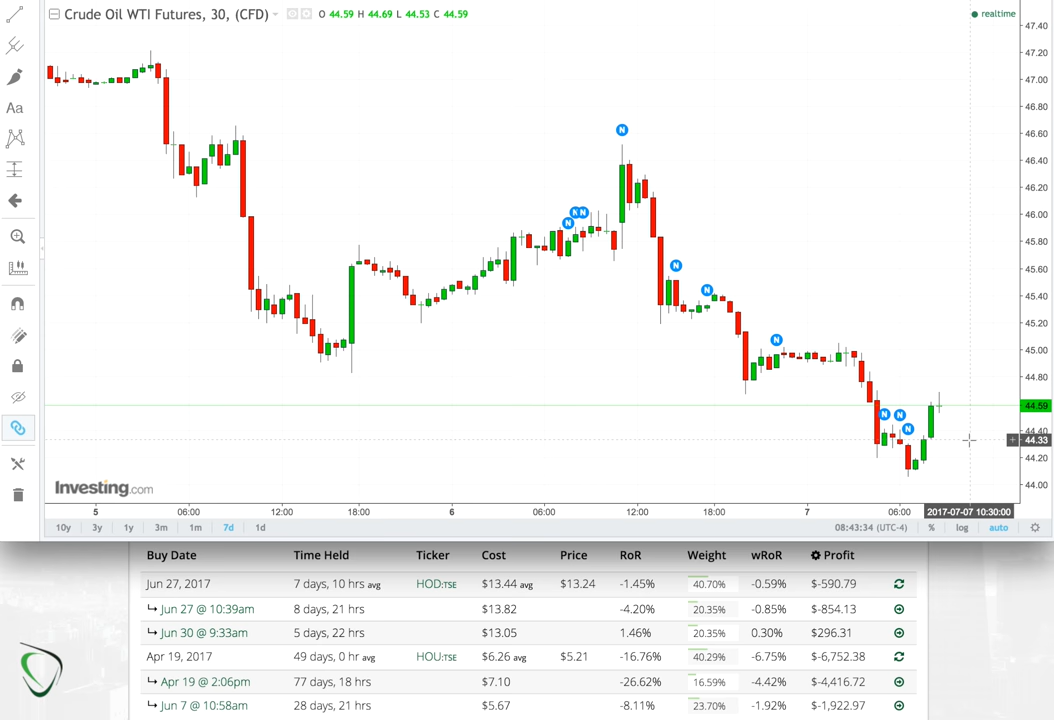 Crude Oil WTI Futures, 30, (CFD) O 44.59 H 44.69 L 44.53 C 44.59 realtime
47.40
47.20
47.00
46.80
46.60
46.40
46.20
46.00
45.80
45.60
45.40
45.20
45.00
44.80
44.59
44.40
44.33
44.20
44.00
Aa
N
N N N
N
N
N
N N
N
Investing.com
5 06:00 12:00 18:00 6 06:00 12:00 18:00 7 06:00 2017-07-07 10:30:00
10y 3y 1y 3m 1m 7d 1d 08:43:34 (UTC-4) % log auto
Buy Date Time Held Ticker Cost Price RoR Weight wRoR Profit
Jun 27, 2017 7 days, 10 hrs avg HOD:TSE $13.44 avg $13.24 -1.45% 40.70% -0.59% $-590.79
Jun 27 @ 10:39am 8 days, 21 hrs $13.82 -4.20% 20.35% -0.85% $-854.13
Jun 30 @ 9:33am 5 days, 22 hrs $13.05 1.46% 20.35% 0.30% $296.31
Apr 19, 2017 49 days, 0 hr avg HOU:TSE $6.26 avg $5.21 -16.76% 40.29% -6.75% $-6,752.38
Apr 19 @ 2:06pm 77 days, 18 hrs $7.10 -26.62% 16.59% -4.42% $-4,416.72
Jun 7 @ 10:58am 28 days, 21 hrs $5.67 -8.11% 23.70% -1.92% $-1,922.97